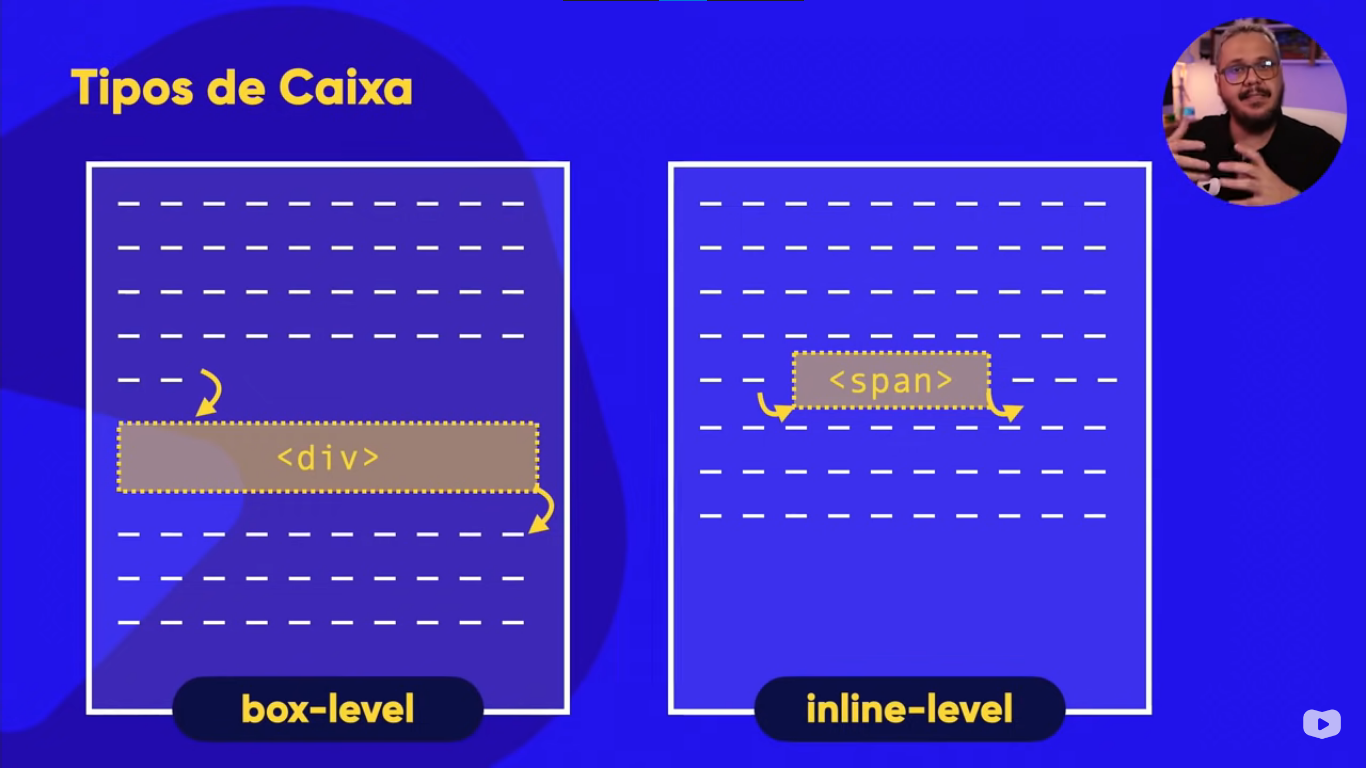 Tipos de Caixa
<div>
box-level
<span>
inline-level